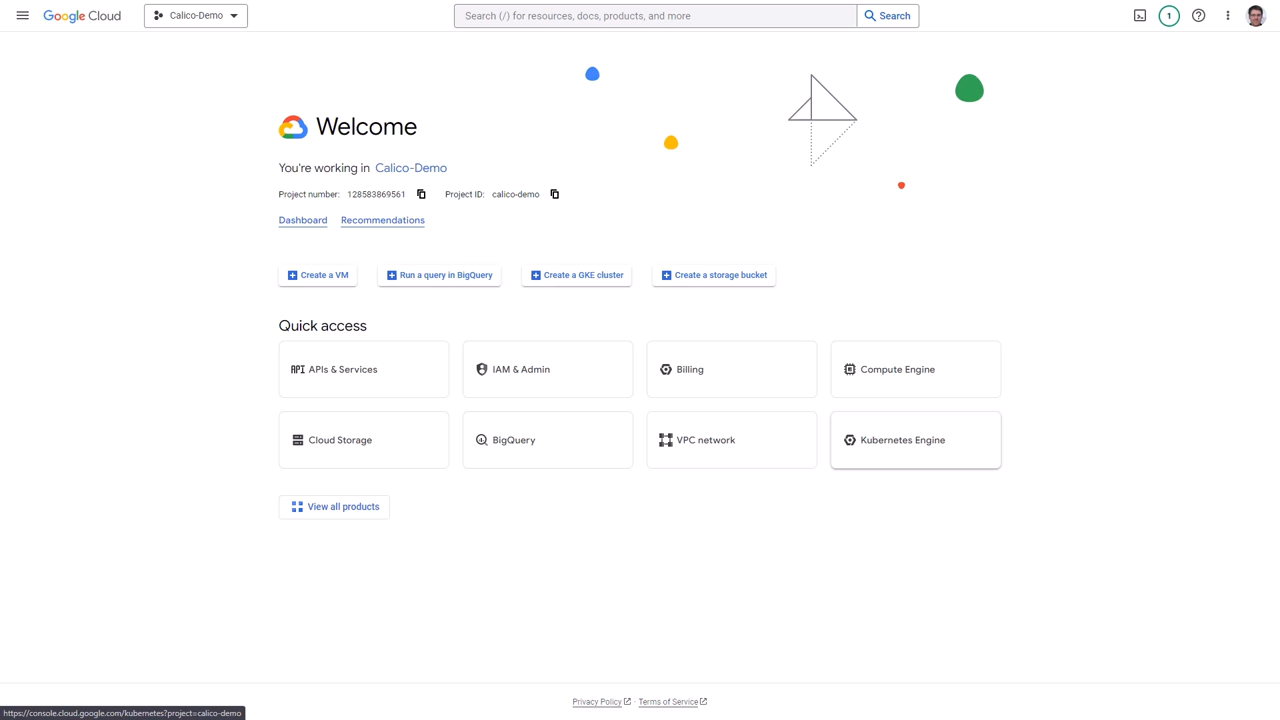 Google Cloud
Calico-Demo
Search (/) for resources, docs, products, and more
Search
1
Welcome
You're working in Calico-Demo
Project number: 128583869561 Project ID: calico-demo
Dashboard Recommendations
Create a VM Run a query in BigQuery Create a GKE cluster Create a storage bucket
Quick access
API APIs & Services
IAM & Admin
Billing
Compute Engine
Cloud Storage
BigQuery
VPC network
Kubernetes Engine
View all products
Privacy Policy · Terms of Service
https://console.cloud.google.com/kubernetes?project=calico-demo